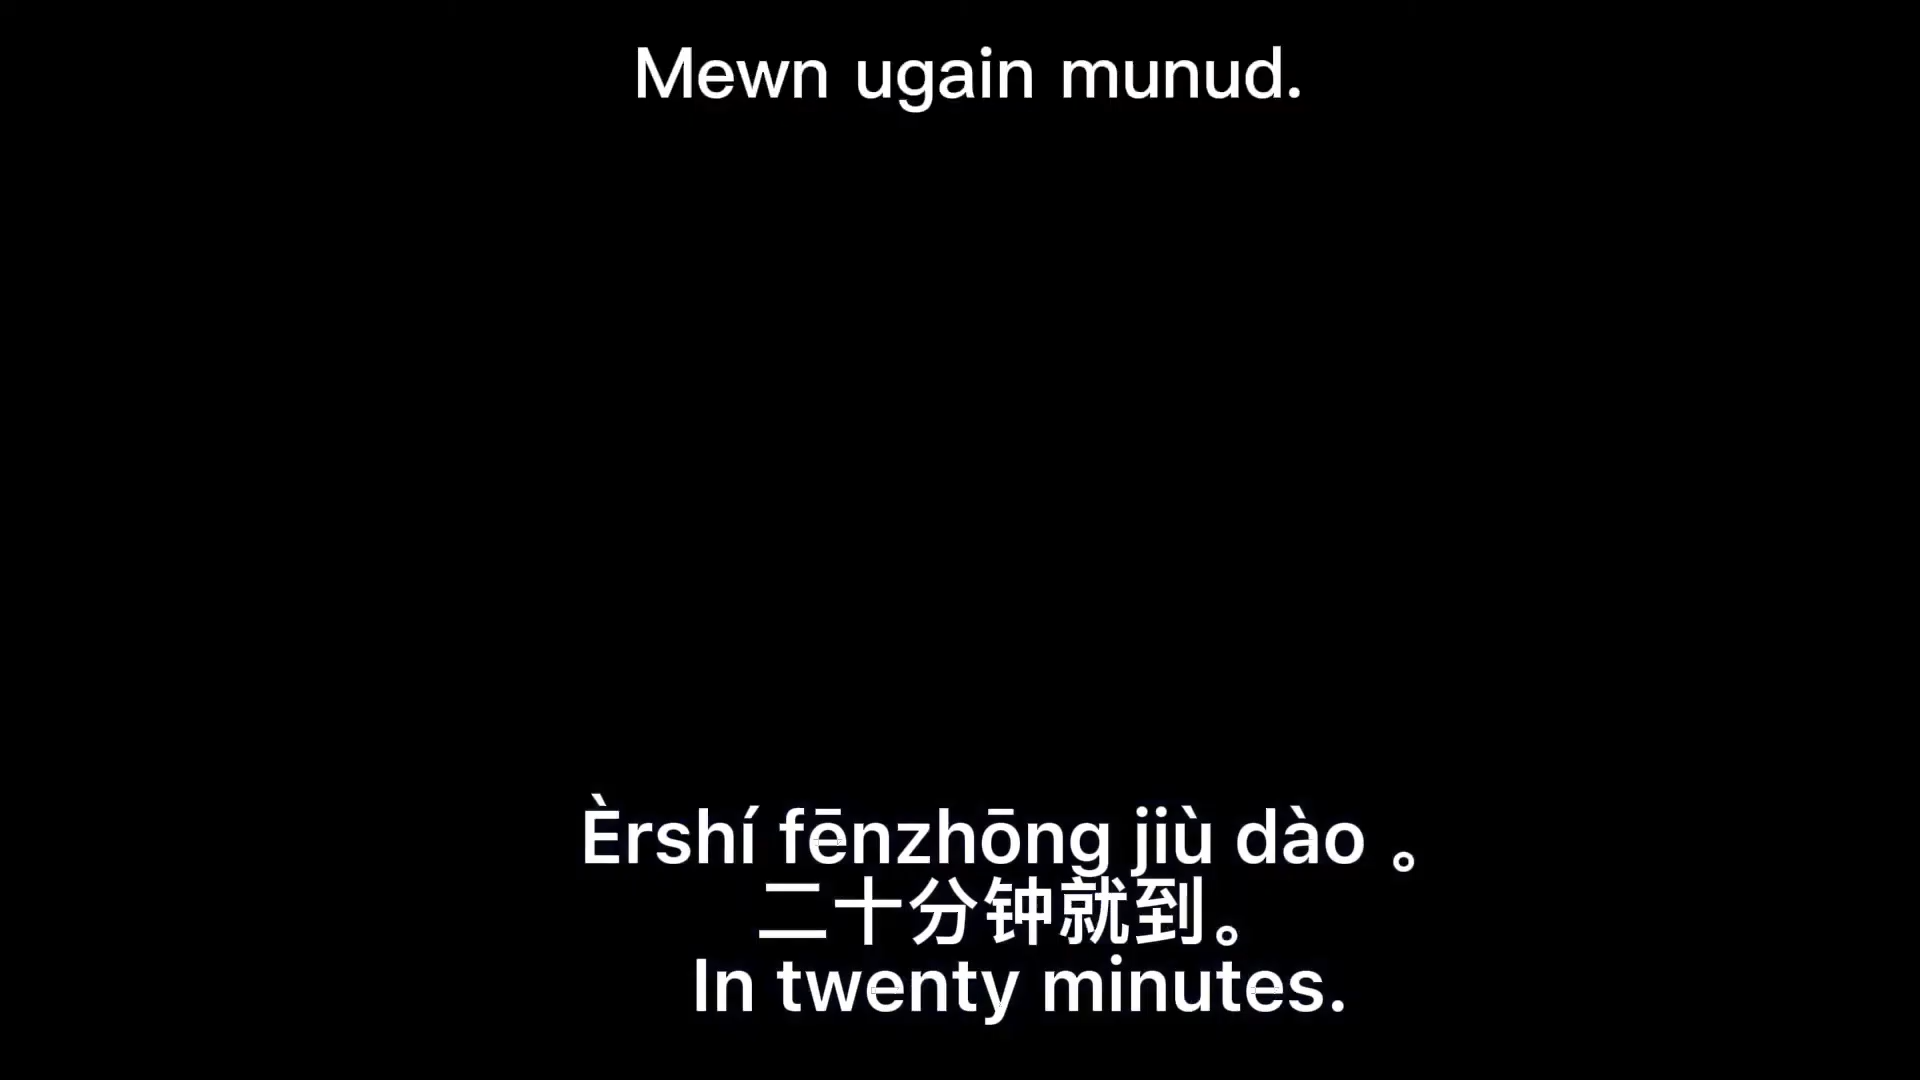 Mewn ugain munud.
Èrshí fēnzhōng jiù dào 。
二十分钟就到。
In twenty minutes.